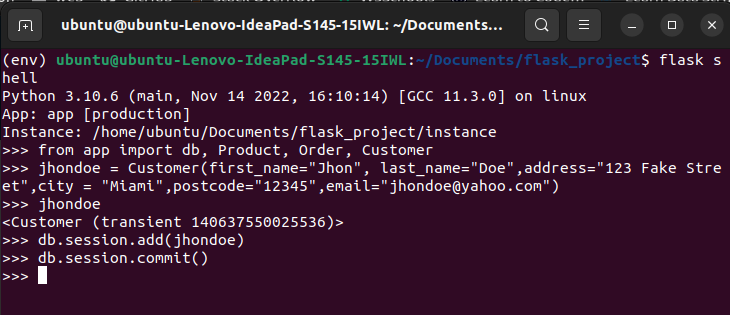 ubuntu@ubuntu-Lenovo-IdeaPad-S145-15IWL: ~/Documents...
(env) ubuntu@ubuntu-Lenovo-IdeaPad-S145-15IWL:~/Documents/flask_project$ flask s
hell
Python 3.10.6 (main, Nov 14 2022, 16:10:14) [GCC 11.3.0] on linux
App: app [production]
Instance: /home/ubuntu/Documents/flask_project/instance
>>> from app import db, Product, Order, Customer
>>> jhondoe = Customer(first_name="Jhon", last_name="Doe",address="123 Fake Stre
et",city = "Miami",postcode="12345",email="jhondoe@yahoo.com")
>>> jhondoe
<Customer (transient 140637550025536)>
>>> db.session.add(jhondoe)
>>> db.session.commit()
>>>